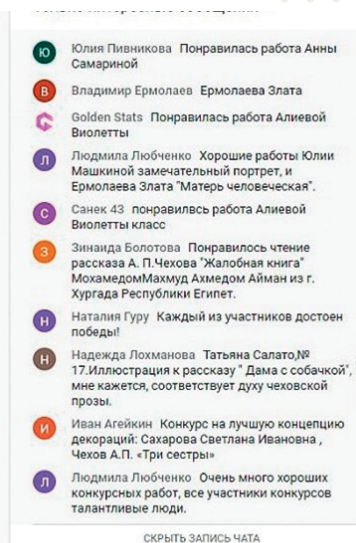 Ю Юлия Пивникова Понравилась работа Анны
Самариной
В Владимир Ермолаев Ермолаева Злата
Golden Stats Понравилась работа Алиевой
Виолетты
Л Людмила Любченко Хорошие работы Юлии
Машкиной замечательный портрет, и
Ермолаева Злата "Матерь человеческая".
С Санек 43 понравилвсь работа Алиевой
Виолетты класс
З Зинаида Болотова Понравилось чтение
рассказа А. П.Чехова "Жалобная книга"
МохамедомМахмуд Ахмедом Айман из г.
Хургада Республики Египет.
Н Наталия Гуру Каждый из участников достоен
победы!
Н Надежда Лохманова Татьяна Салато,№
17.Иллюстрация к рассказу " Дама с собачкой",
мне кажется, соответствует духу чеховской
прозы.
И Иван Агейкин Конкурс на лучшую концепцию
декораций: Сахарова Светлана Ивановна ,
Чехов А.П. «Три сестры»
Л Людмила Любченко Очень много хороших
конкурсных работ, все участники конкурсов
талантливые люди.
СКРЫТЬ ЗАПИСЬ ЧАТА